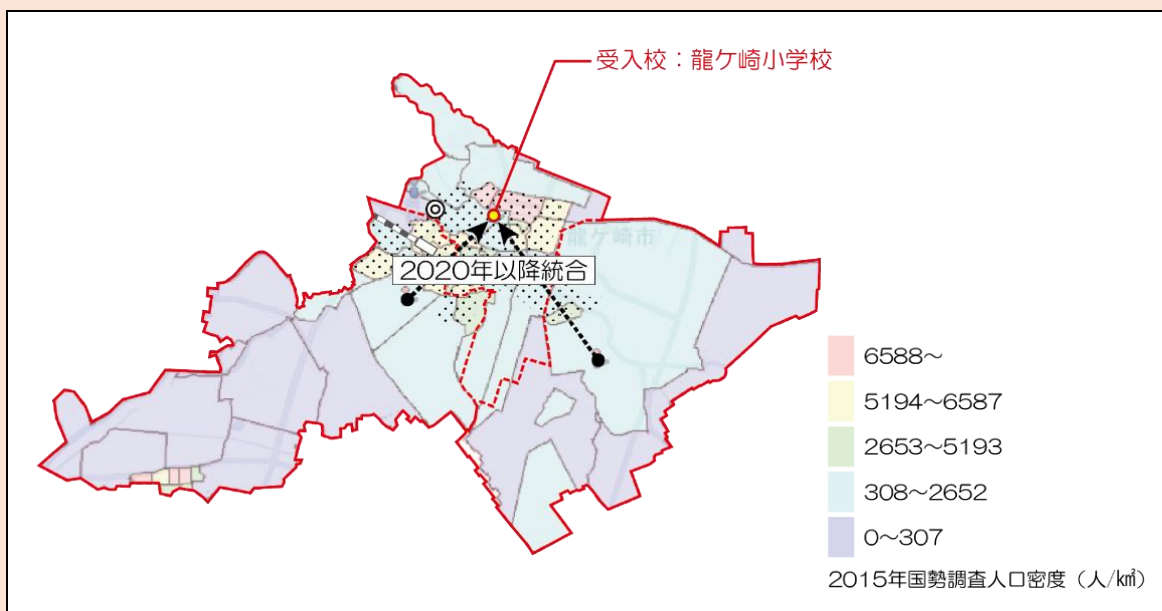 受入校：龍ケ崎小学校
龍ケ崎市
2020年以降統合
6588～
5194～6587
2653～5193
308～2652
0～307
2015年国勢調査人口密度（人/㎢）